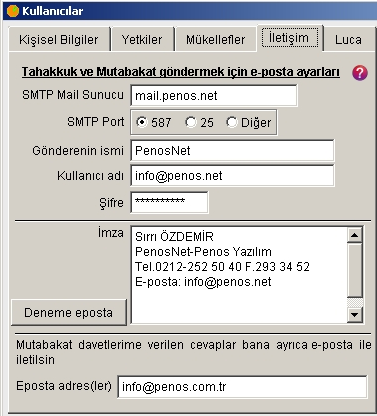 Kullanıcılar
Kişisel Bilgiler Yetkiler Mükellefler İletişim Luca
Tahakkuk ve Mutabakat göndermek için e-posta ayarları ?
SMTP Mail Sunucu mail.penos.net
SMTP Port 587 25 Diğer
Gönderenin ismi PenosNet
Kullanıcı adı info@penos.net
Şifre **********
İmza Sırrı ÖZDEMİR
PenosNet-Penos Yazılım
Tel.0212-252 50 40 F.293 34 52
E-posta: info@penos.net
Deneme eposta
Mutabakat davetlerime verilen cevaplar bana ayrıca e-posta ile
iletilsin
Eposta adres(ler) info@penos.com.tr